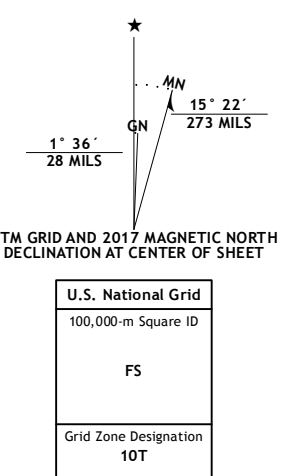 ★
MN
15° 22´
273 MILS
GN
1° 36´
28 MILS
TM GRID AND 2017 MAGNETIC NORTH
DECLINATION AT CENTER OF SHEET
U.S. National Grid
100,000-m Square ID
FS
Grid Zone Designation
10T